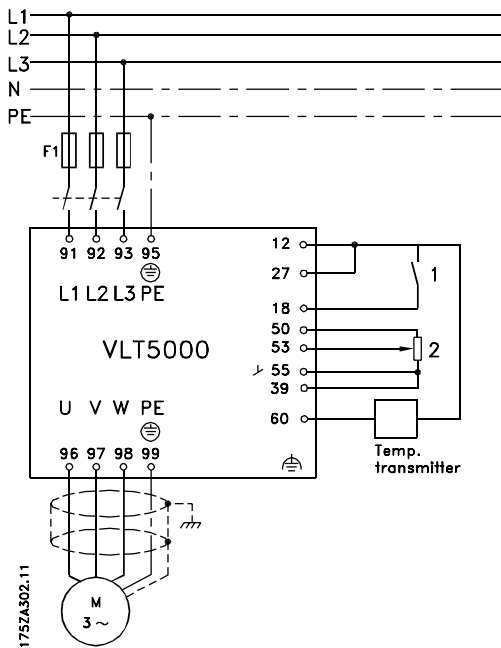 L1
L2
L3
N
PE
F1
91 92 93 95
L1 L2 L3 PE
VLT5000
U V W PE
96 97 98 99
12
27
18
50
53
55
39
60
1
2
Temp.
transmitter
M
3 ~
175ZA302.11